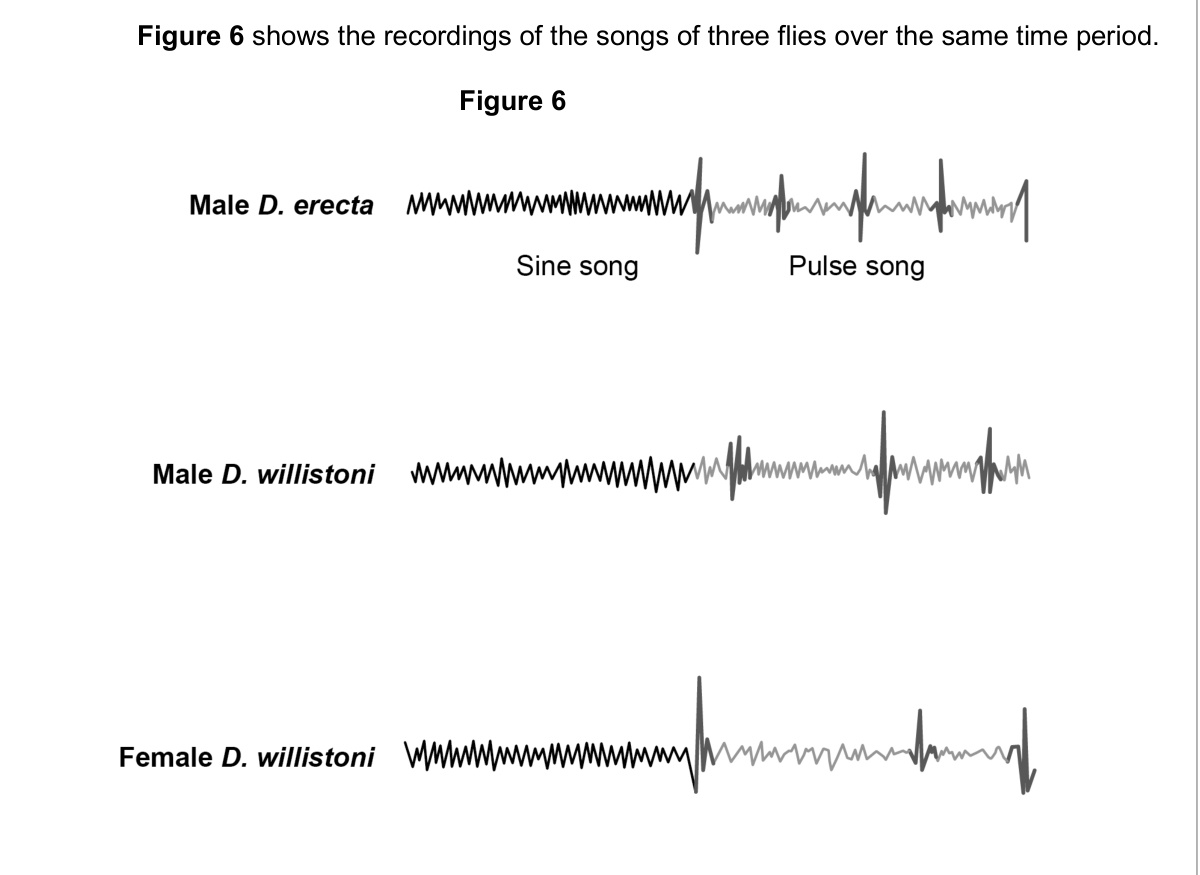 Figure 6 shows the recordings of the songs of three flies over the same time period.
Figure 6
Male D. erecta
Sine song Pulse song
Male D. willistoni
Female D. willistoni